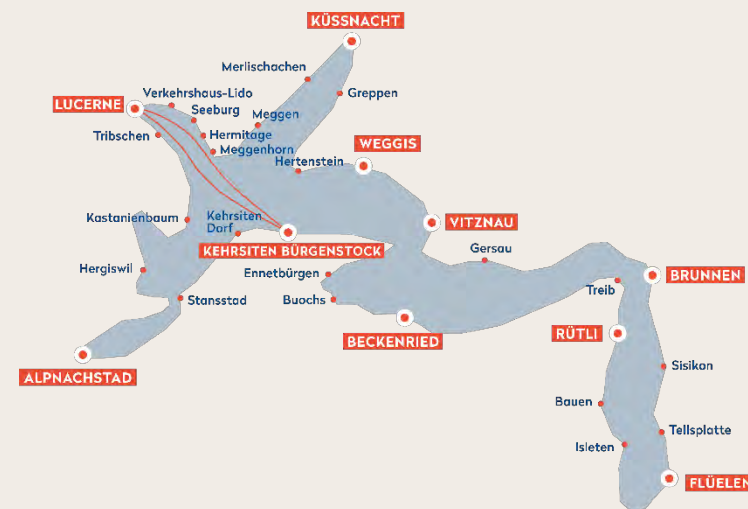 KÜSSNACHT
Merlischachen
Verkehrshaus-Lido
Greppen
LUCERNE
Seeburg
Meggen
Tribschen
Hermitage
Meggenhorn
WEGGIS
Hertenstein
Kastanienbaum
Kehrsiten
Dorf
VITZNAU
KEHRSITEN BÜRGENSTOCK
Gersau
Hergiswil
Ennetbürgen
BRUNNEN
Treib
Stansstad
Buochs
BECKENRIED
RÜTLI
ALPNACHSTAD
Sisikon
Bauen
Tellsplatte
Isleten
FLÜELEN